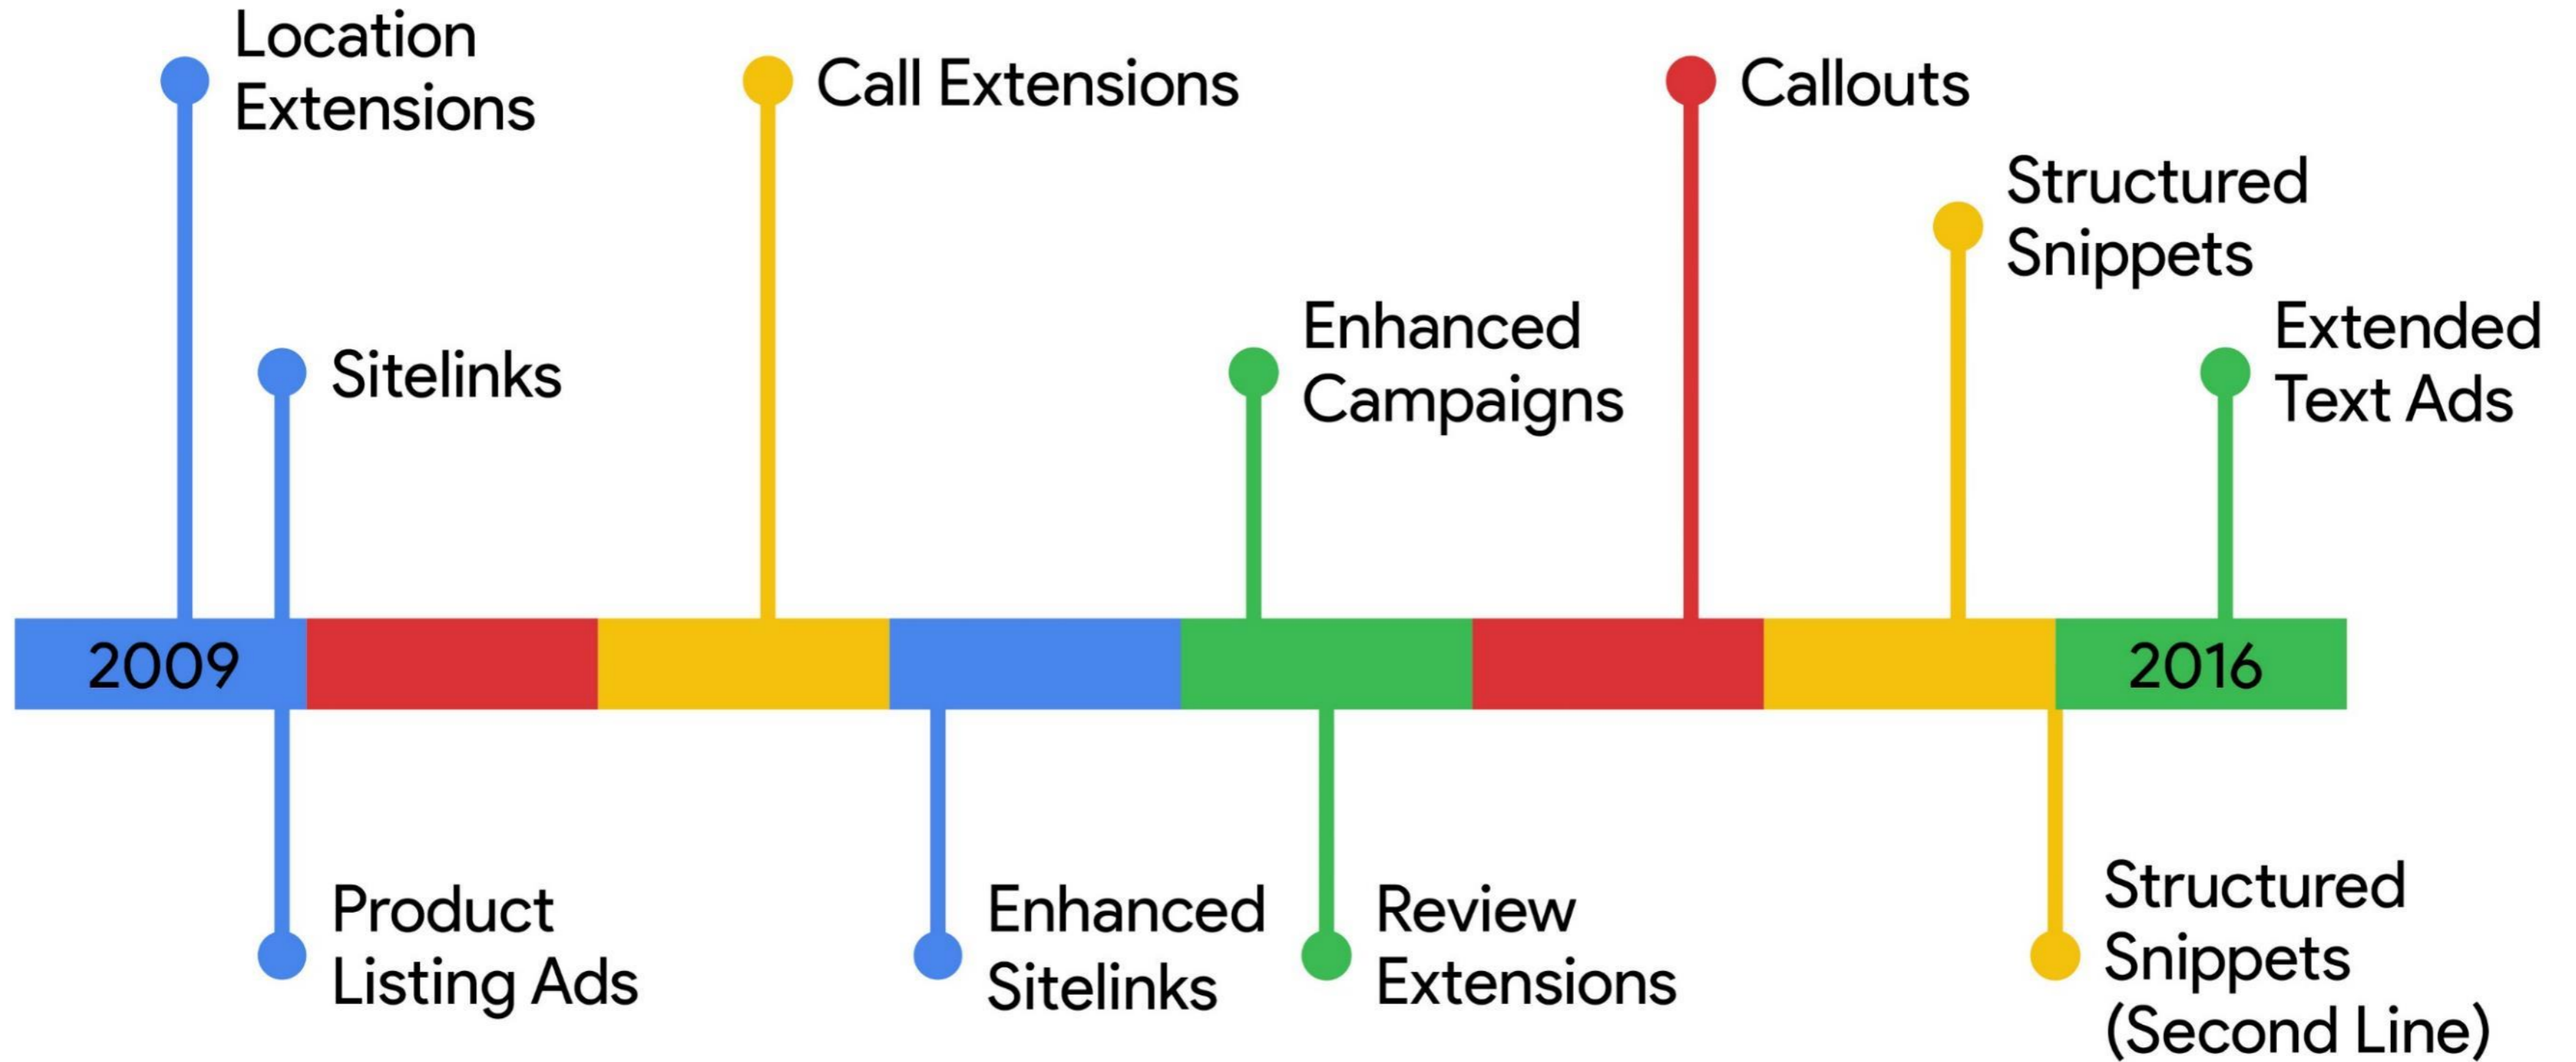 Location
Extensions
Call Extensions
Callouts
Structured
Snippets
Sitelinks
Enhanced
Campaigns
Extended
Text Ads
2009
2016
Product
Listing Ads
Enhanced
Sitelinks
Review
Extensions
Structured
Snippets
(Second Line)